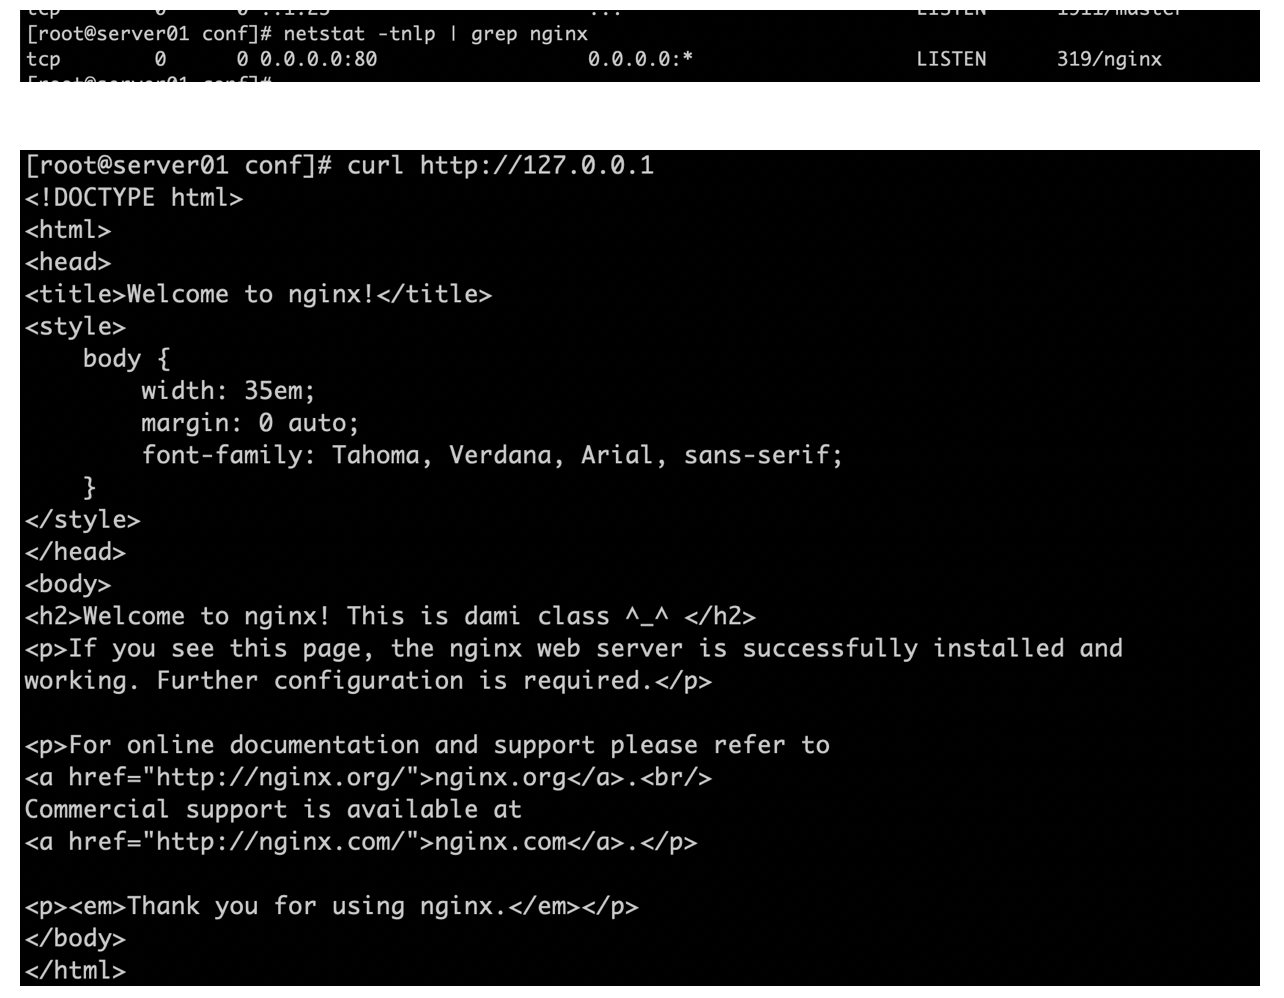 [root@server01 conf]# netstat -tnlp | grep nginx
tcp        0      0 0.0.0.0:80                  0.0.0.0:*                   LISTEN      319/nginx
[root@server01 conf]# curl http://127.0.0.1
<!DOCTYPE html>
<html>
<head>
<title>Welcome to nginx!</title>
<style>
    body {
        width: 35em;
        margin: 0 auto;
        font-family: Tahoma, Verdana, Arial, sans-serif;
    }
</style>
</head>
<body>
<h2>Welcome to nginx! This is dami class ^_^ </h2>
<p>If you see this page, the nginx web server is successfully installed and
working. Further configuration is required.</p>

<p>For online documentation and support please refer to
<a href="http://nginx.org/">nginx.org</a>.<br/>
Commercial support is available at
<a href="http://nginx.com/">nginx.com</a>.</p>

<p><em>Thank you for using nginx.</em></p>
</body>
</html>